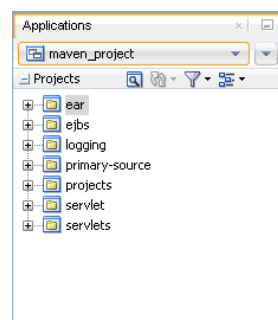 Applications
maven_project
Projects
ear
ejbs
logging
primary-source
projects
servlet
servlets